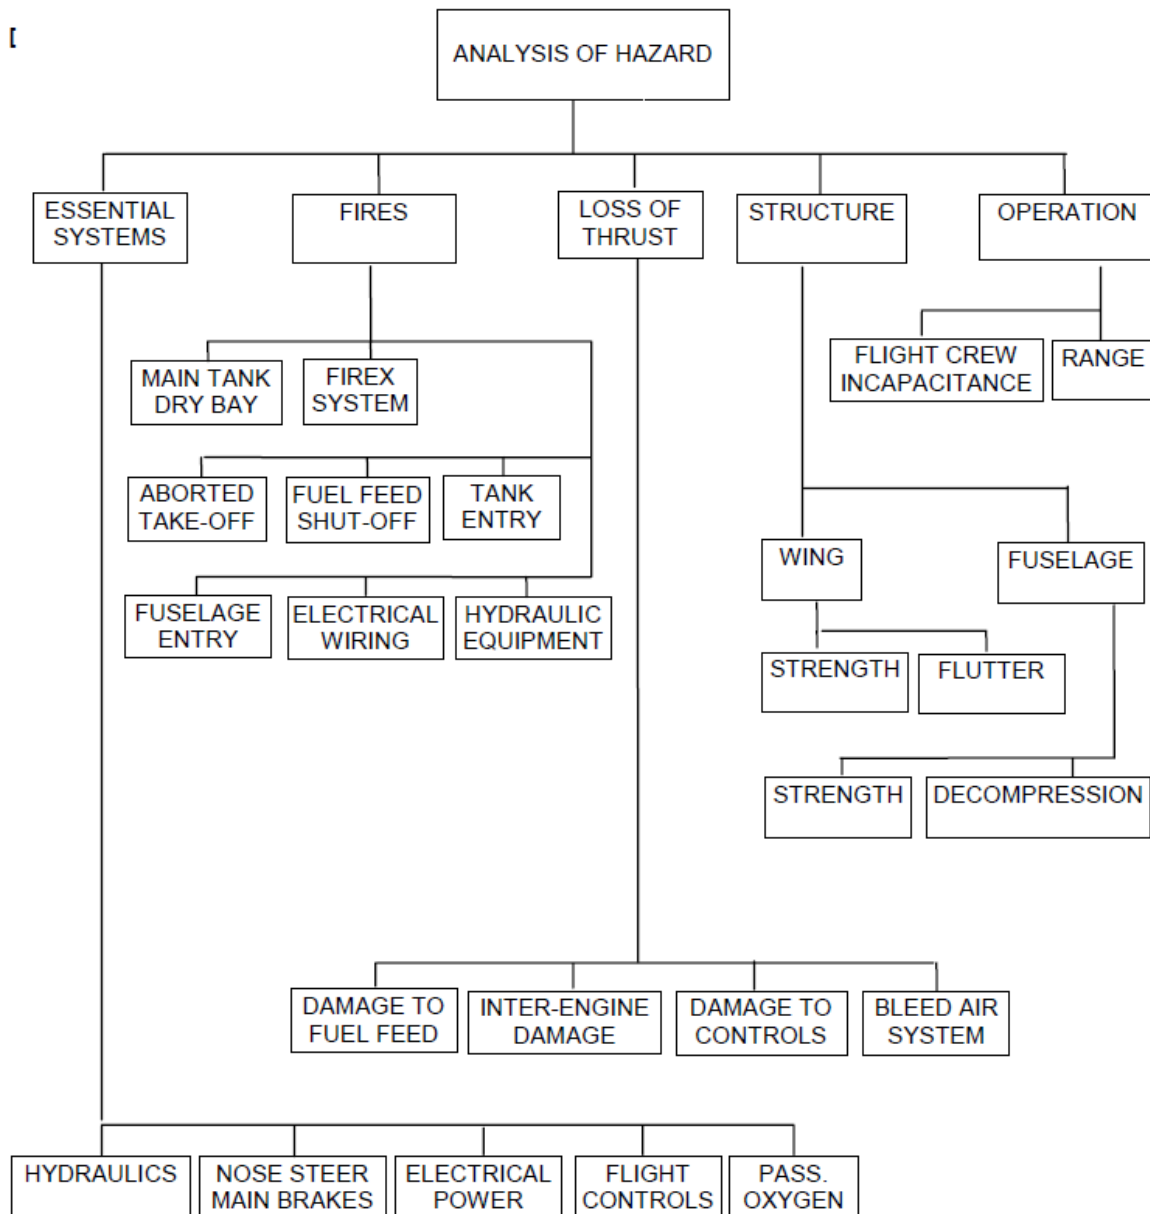 ANALYSIS OF HAZARD
ESSENTIAL
SYSTEMS
FIRES
LOSS OF
THRUST
STRUCTURE
OPERATION
FLIGHT CREW
INCAPACITANCE
RANGE
MAIN TANK
DRY BAY
FIREX
SYSTEM
ABORTED
TAKE-OFF
FUEL FEED
SHUT-OFF
TANK
ENTRY
WING
FUSELAGE
FUSELAGE
ENTRY
ELECTRICAL
WIRING
HYDRAULIC
EQUIPMENT
STRENGTH
FLUTTER
STRENGTH
DECOMPRESSION
DAMAGE TO
FUEL FEED
INTER-ENGINE
DAMAGE
DAMAGE TO
CONTROLS
BLEED AIR
SYSTEM
HYDRAULICS
NOSE STEER
MAIN BRAKES
ELECTRICAL
POWER
FLIGHT
CONTROLS
PASS.
OXYGEN